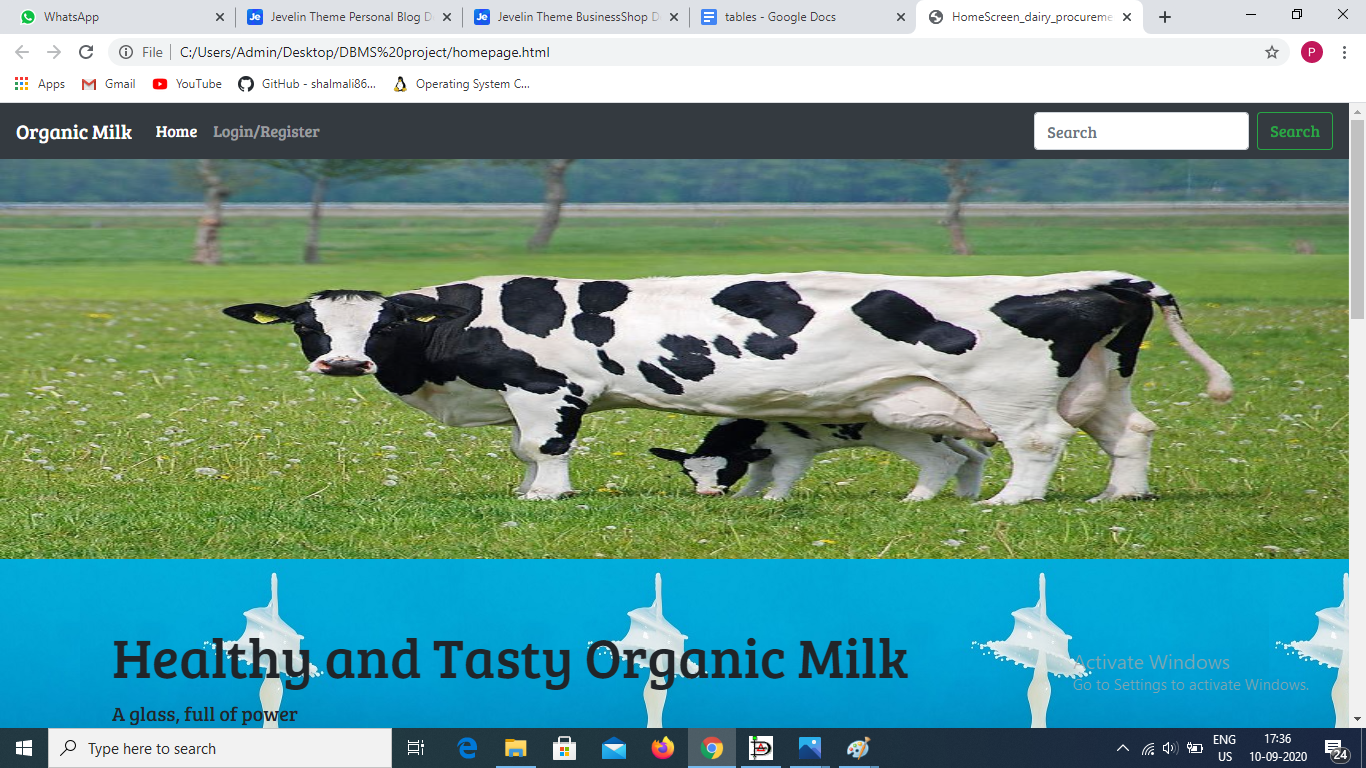 WhatsApp
Jevelin Theme Personal Blog D
Jevelin Theme BusinessShop D
tables - Google Docs
HomeScreen_dairy_procureme
File
C:/Users/Admin/Desktop/DBMS%20project/homepage.html
P
Apps
Gmail
YouTube
GitHub - shalmali86...
Operating System C...
Organic Milk
Home
Login/Register
Search
Search
Healthy and Tasty Organic Milk
A glass, full of power
Activate Windows
Go to Settings to activate Windows.
Type here to search
ENG
US
17:36
10-09-2020
24